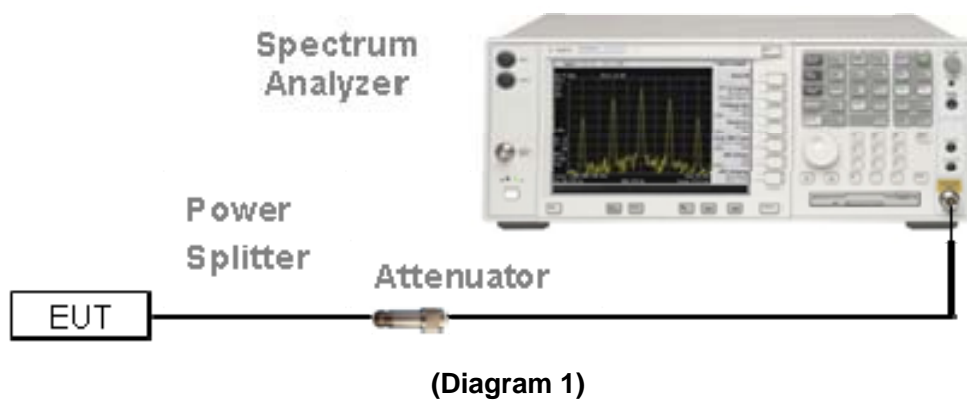 Spectrum
Analyzer
Power
Splitter
Attenuator
EUT
(Diagram 1)